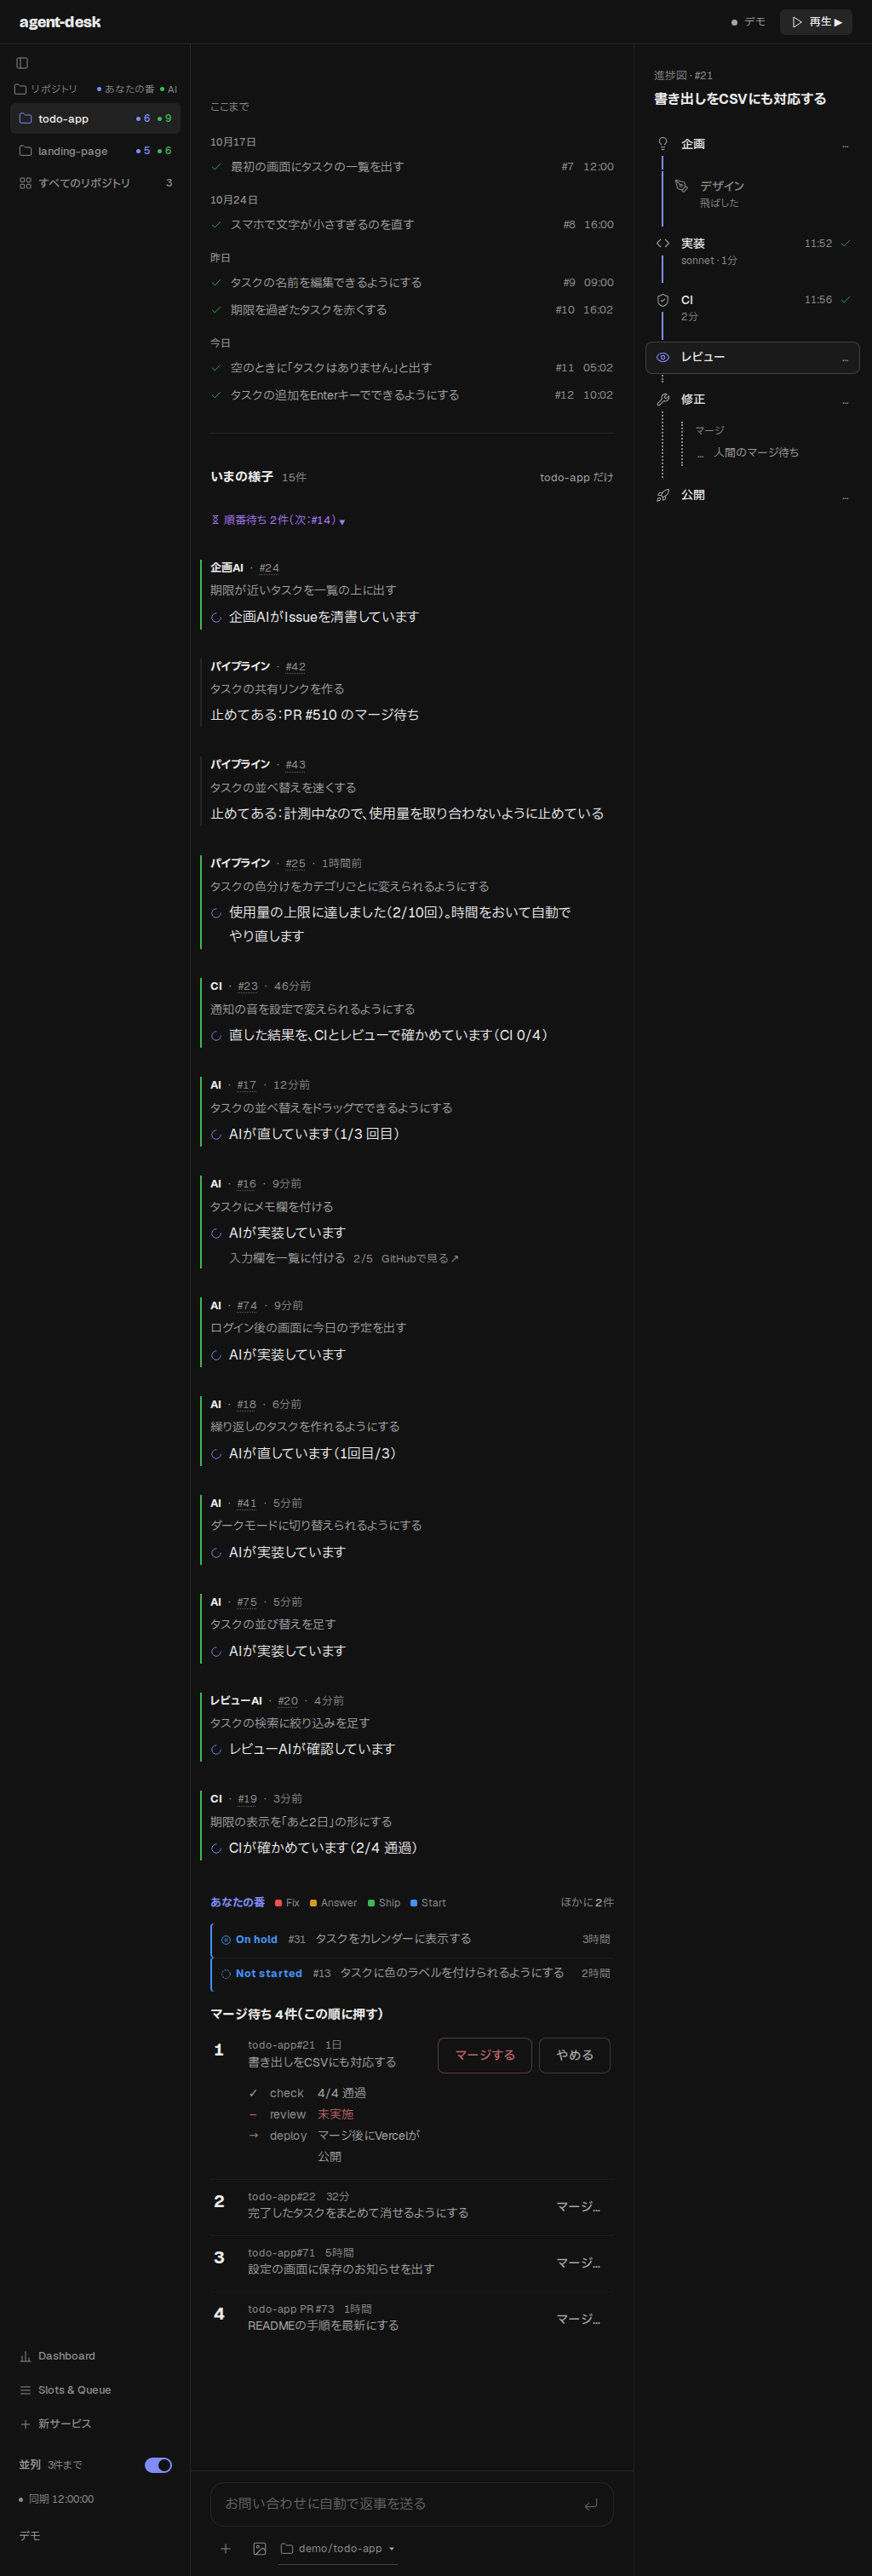 agent-desk
デモ
再生 ▶
リポジトリ
あなたの番
AI
todo-app
6
9
landing-page
5
6
すべてのリポジトリ
3
ここまで
10月17日
最初の画面にタスクの一覧を出す
#7 12:00
10月24日
スマホで文字が小さすぎるのを直す
#8 16:00
昨日
タスクの名前を編集できるようにする
#9 09:00
期限を過ぎたタスクを赤くする
#10 16:02
今日
空のときに「タスクはありません」と出す
#11 05:02
タスクの追加をEnterキーでできるようにする
#12 10:02
いまの様子 15件
todo-app だけ
順番待ち 2件（次：#14）▼
企画AI · #24
期限が近いタスクを一覧の上に出す
企画AIがIssueを清書しています
パイプライン · #42
タスクの共有リンクを作る
止めてある：PR #510 のマージ待ち
パイプライン · #43
タスクの並べ替えを速くする
止めてある：計測中なので、使用量を取り合わないように止めている
パイプライン · #25 · 1時間前
タスクの色分けをカテゴリごとに変えられるようにする
使用量の上限に達しました（2/10回）。時間をおいて自動で
やり直します
CI · #23 · 46分前
通知の音を設定で変えられるようにする
直した結果を、CIとレビューで確かめています（CI 0/4）
AI · #17 · 12分前
タスクの並べ替えをドラッグでできるようにする
AIが直しています（1/3 回目）
AI · #16 · 9分前
タスクにメモ欄を付ける
AIが実装しています
入力欄を一覧に付ける 2/5 GitHubで見る ↗
AI · #74 · 9分前
ログイン後の画面に今日の予定を出す
AIが実装しています
AI · #18 · 6分前
繰り返しのタスクを作れるようにする
AIが直しています（1回目/3）
AI · #41 · 5分前
ダークモードに切り替えられるようにする
AIが実装しています
AI · #75 · 5分前
タスクの並び替えを足す
AIが実装しています
レビューAI · #20 · 4分前
タスクの検索に絞り込みを足す
レビューAIが確認しています
CI · #19 · 3分前
期限の表示を「あと2日」の形にする
CIが確かめています（2/4 通過）
あなたの番 Fix Answer Ship Start
ほかに 2件
On hold #31 タスクをカレンダーに表示する 3時間
Not started #13 タスクに色のラベルを付けられるようにする 2時間
マージ待ち 4件（この順に押す）
1
todo-app#21 1日
書き出しをCSVにも対応する
マージする
やめる
✓ check 4/4 通過
– review 未実施
→ deploy マージ後にVercelが
公開
2
todo-app#22 32分
完了したタスクをまとめて消せるようにする
マージ…
3
todo-app#71 5時間
設定の画面に保存のお知らせを出す
マージ…
4
todo-app PR #73 1時間
READMEの手順を最新にする
マージ…
お問い合わせに自動で返事を送る
demo/todo-app
Dashboard
Slots & Queue
新サービス
並列 3件まで
同期 12:00:00
デモ
進捗図 · #21
書き出しをCSVにも対応する
企画 …
デザイン
飛ばした
実装 11:52
sonnet · 1分
CI 11:56
2分
レビュー …
修正 …
マージ
… 人間のマージ待ち
公開 …